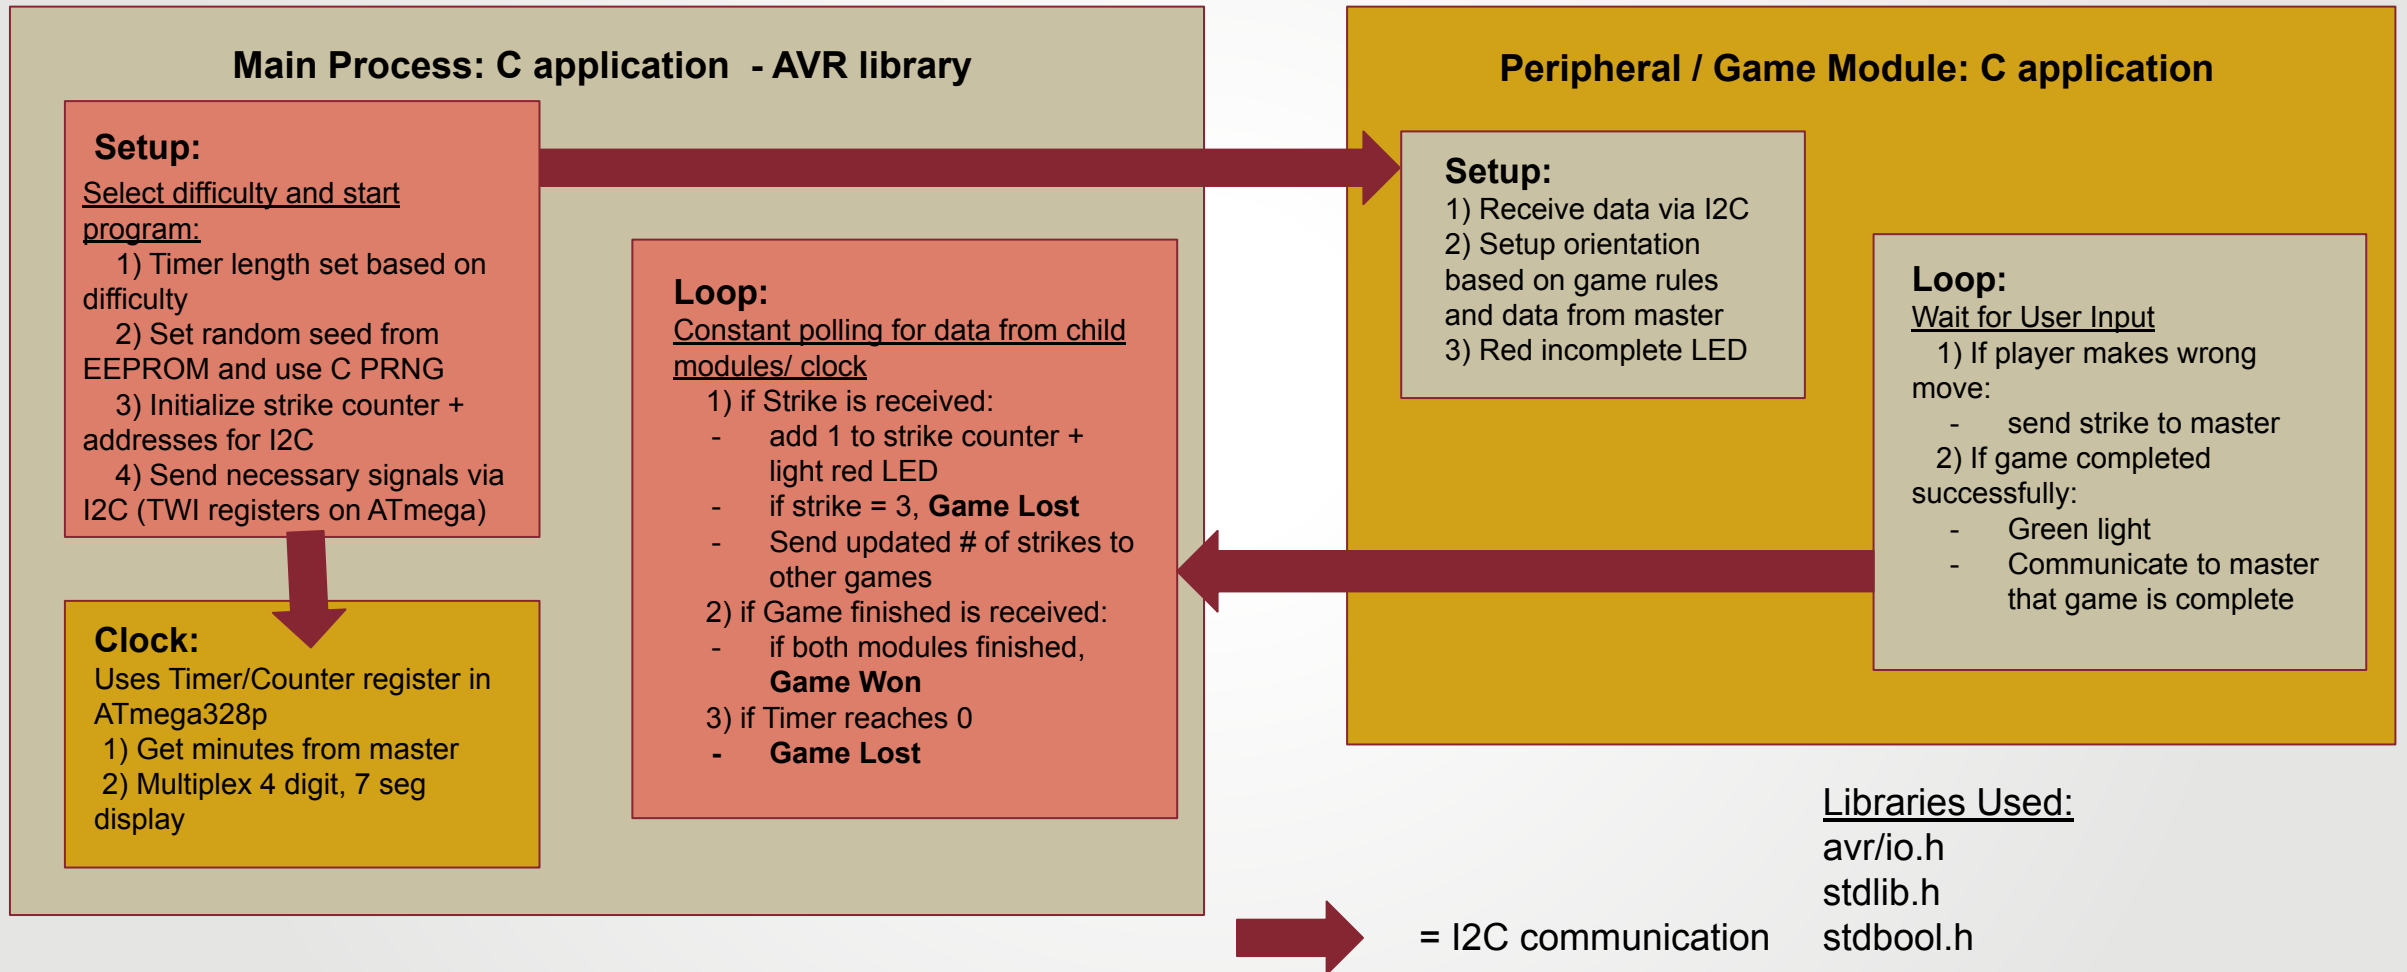 Main Process: C application  - AVR library
Setup:
Select difficulty and start
program:
1) Timer length set based on
difficulty
2) Set random seed from
EEPROM and use C PRNG
3) Initialize strike counter +
addresses for I2C
4) Send necessary signals via
I2C (TWI registers on ATmega)
Clock:
Uses Timer/Counter register in
ATmega328p
1) Get minutes from master
2) Multiplex 4 digit, 7 seg
display
Loop:
Constant polling for data from child
modules/ clock
1) if Strike is received:
- add 1 to strike counter +
light red LED
- if strike = 3, Game Lost
- Send updated # of strikes to
other games
2) if Game finished is received:
- if both modules finished,
Game Won
3) if Timer reaches 0
- Game Lost
Peripheral / Game Module: C application
Setup:
1) Receive data via I2C
2) Setup orientation
based on game rules
and data from master
3) Red incomplete LED
Loop:
Wait for User Input
1) If player makes wrong
move:
- send strike to master
2) If game completed
successfully:
- Green light
- Communicate to master
that game is complete
= I2C communication
Libraries Used:
avr/io.h
stdlib.h
stdbool.h